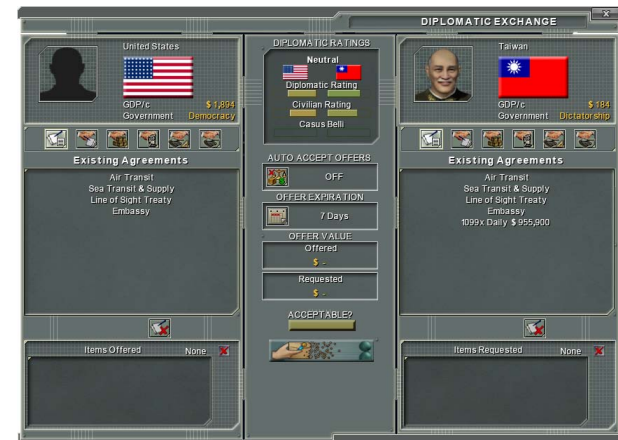 DIPLOMATIC EXCHANGE
United States
GDP/c $ 1,894
Government Democracy
Existing Agreements
Air Transit
Sea Transit & Supply
Line of Sight Treaty
Embassy
Items Offered None
DIPLOMATIC RATINGS
Neutral
Diplomatic Rating
Civilian Rating
Casus Belli
AUTO ACCEPT OFFERS
OFF
OFFER EXPIRATION
7 Days
OFFER VALUE
Offered
$ -
Requested
$ -
ACCEPTABLE?
Taiwan
GDP/c $ 184
Government Dictatorship
Existing Agreements
Air Transit
Sea Transit & Supply
Line of Sight Treaty
Embassy
1099x Daily $ 955,900
Items Requested None